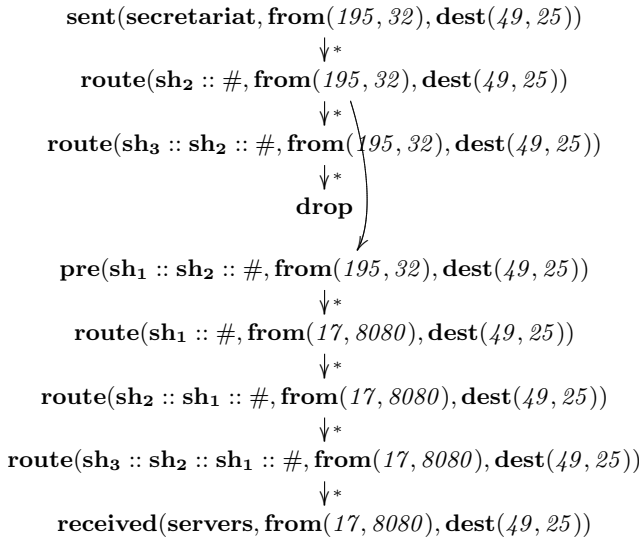 sent(secretariat, from(195, 32), dest(49, 25))
↓*
route(sh₂ :: #, from(195, 32), dest(49, 25))
↓*
route(sh₃ :: sh₂ :: #, from(195, 32), dest(49, 25))
↓*
drop
pre(sh₁ :: sh₂ :: #, from(195, 32), dest(49, 25))
↓*
route(sh₁ :: #, from(17, 8080), dest(49, 25))
↓*
route(sh₂ :: sh₁ :: #, from(17, 8080), dest(49, 25))
↓*
route(sh₃ :: sh₂ :: sh₁ :: #, from(17, 8080), dest(49, 25))
↓*
received(servers, from(17, 8080), dest(49, 25))